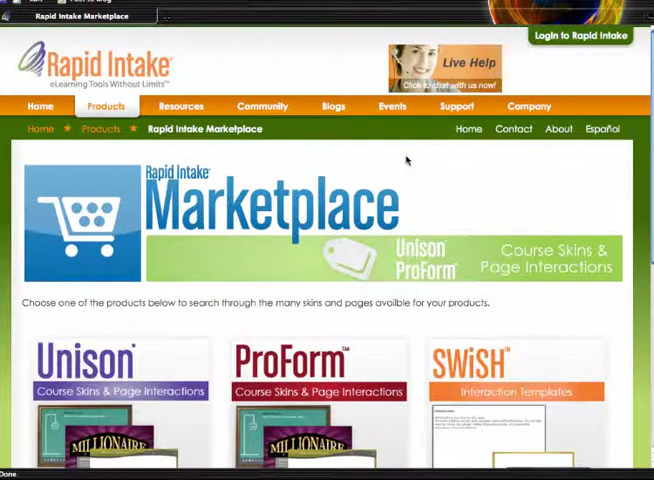 Rapid Intake Marketplace
Login to Rapid Intake
Rapid Intake
eLearning Tools Without Limits™
Live Help
Click to chat with us now!
Home Products Resources Community Blogs Events Support Company
Home ★ Products ★ Rapid Intake Marketplace
Home Contact About Español
Rapid Intake
Marketplace
Unison
ProForm
Course Skins &
Page Interactions
Choose one of the products below to search through the many skins and pages availble for your products.
Unison
Course Skins & Page Interactions
MILLIONAIRE
ProForm™
Course Skins & Page Interactions
MILLIONAIRE
SWiSH™
Interaction Templates
Done